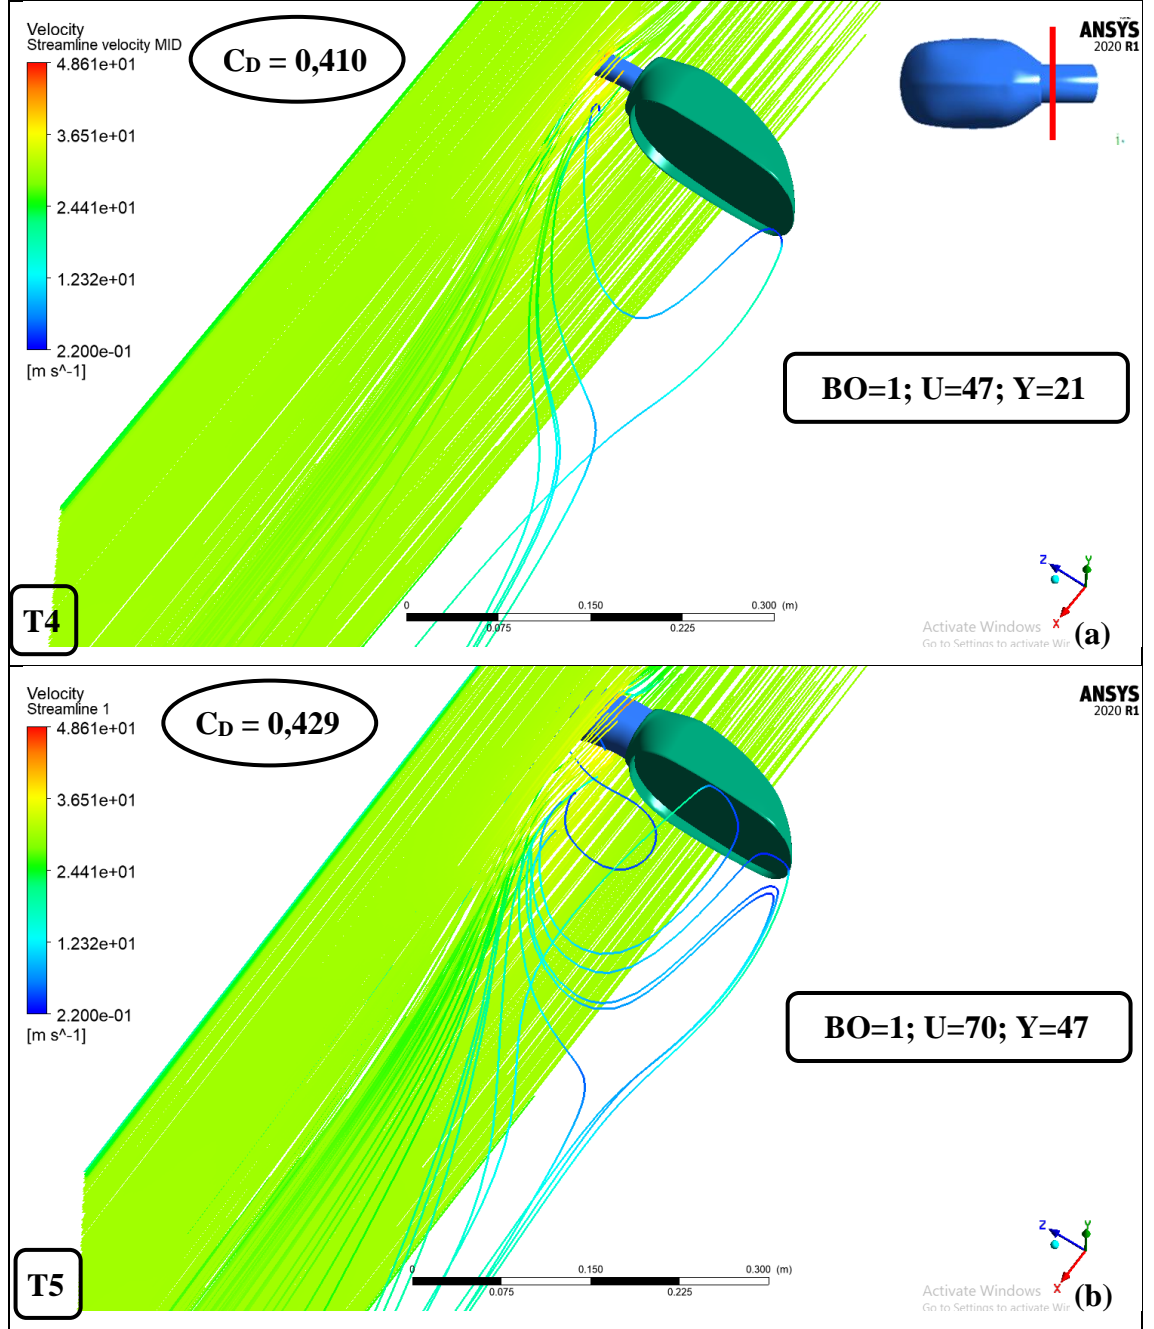 Velocity
Streamline velocity MID
4.861e+01
3.651e+01
2.441e+01
1.232e+01
2.200e-01
[m s^-1]
CD = 0,410
ANSYS
2020 R1
BO=1; U=47; Y=21
0 0.150 0.300 (m)
0.075 0.225
Z Y
X
Activate Windows
Go to Settings to activate Wir
T4
(a)
Velocity
Streamline 1
4.861e+01
3.651e+01
2.441e+01
1.232e+01
2.200e-01
[m s^-1]
CD = 0,429
ANSYS
2020 R1
BO=1; U=70; Y=47
0 0.150 0.300 (m)
0.075 0.225
Z Y
X
Activate Windows
Go to Settings to activate Wir
T5
(b)